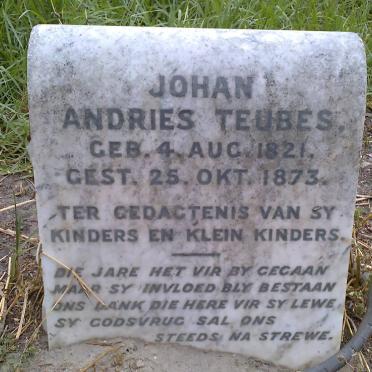 JOHAN
ANDRIES TEUBES.
GEB. 4. AUG. 1821.
GEST. 25. OKT. 1873.
TER GEDACTENIS VAN SY
KINDERS EN KLEIN KINDERS.
DIE JARE HET VIR BY GEGAAN
MAAR SY INVLOED BLY BESTAAN
ONS DANK DIE HERE VIR SY LEWE,
SY GODSVRUG SAL ONS
STEEDS NA STREWE.